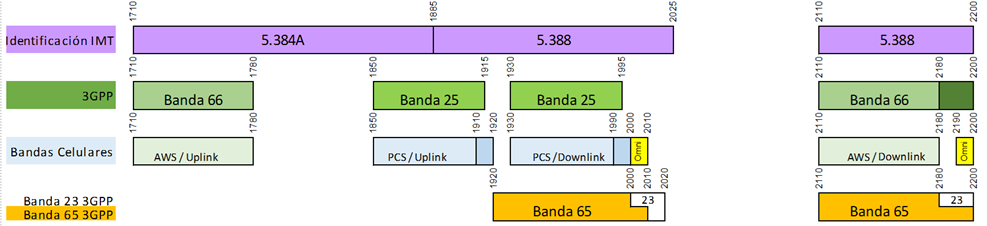 1710 1885 2025 2110 2200
Identificación IMT 5.384A 5.388 5.388
1710 1780 1850 1915 1930 1995 2110 2180 2200
3GPP Banda 66 Banda 25 Banda 25 Banda 66
1710 1780 1850 1910 1920 1930 1990 2000 2010 2110 2180 2190 2200
Bandas Celulares AWS / Uplink PCS / Uplink PCS / Downlink Omni AWS / Downlink Omni
1920 2000 2010 2020 2110 2180 2200
Banda 23 3GPP 23 23
Banda 65 3GPP Banda 65 Banda 65